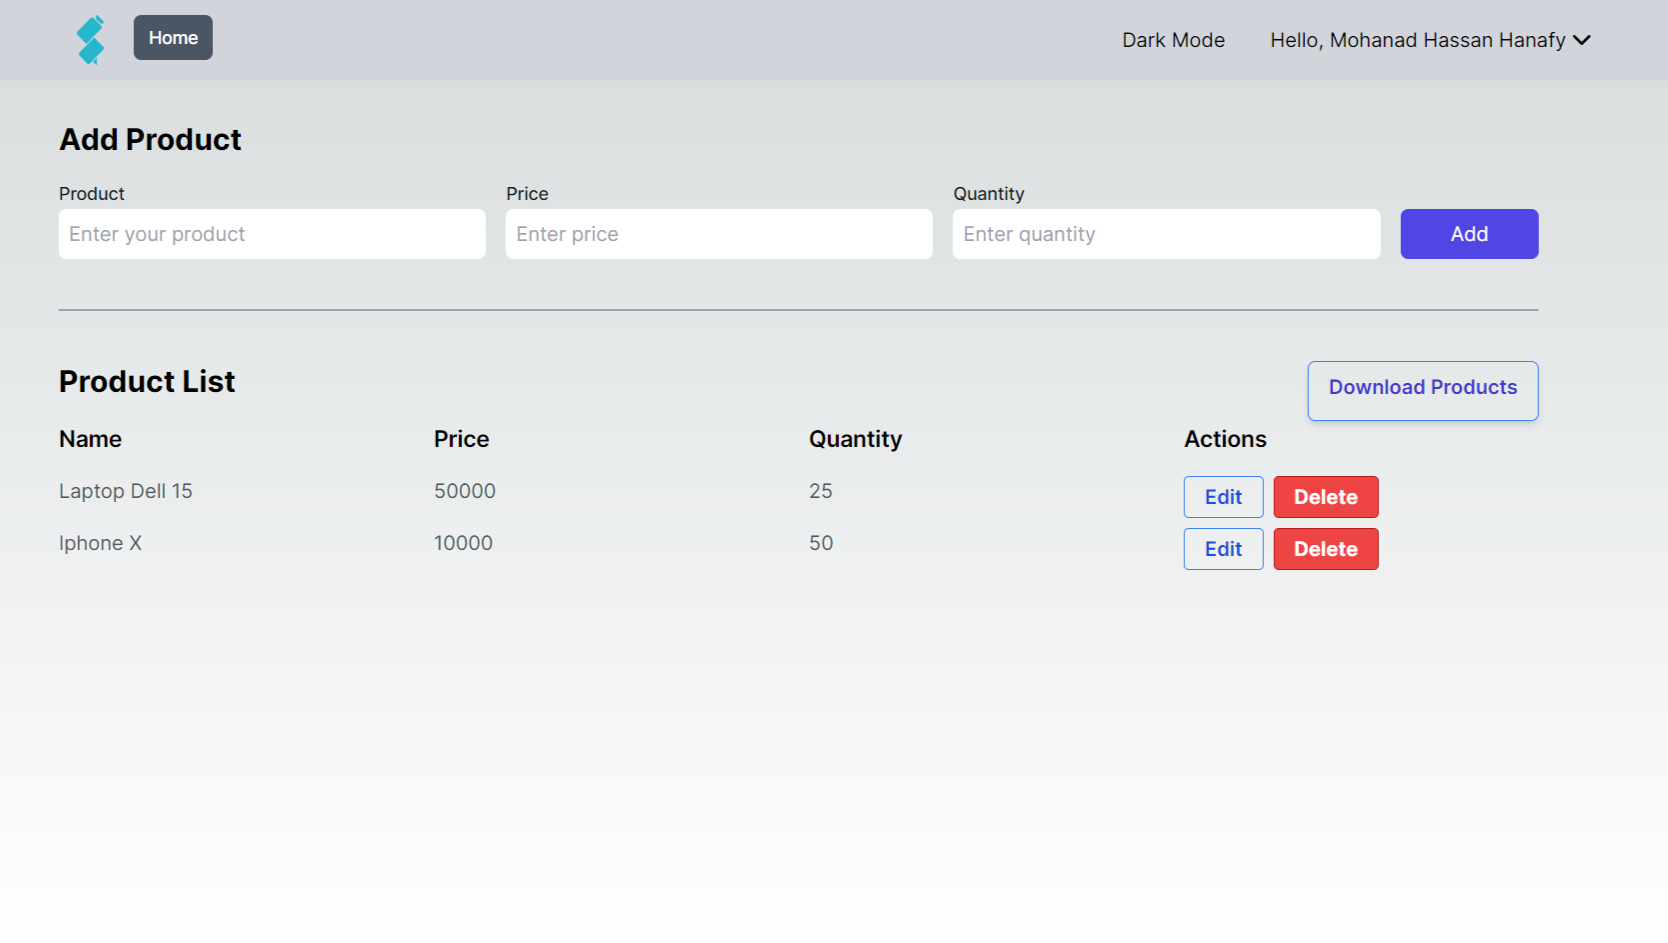 Home
Dark Mode
Hello, Mohanad Hassan Hanafy
Add Product
Product
Price
Quantity
Enter your product
Enter price
Enter quantity
Add
Product List
Download Products
Name
Price
Quantity
Actions
Laptop Dell 15
50000
25
Edit
Delete
Iphone X
10000
50
Edit
Delete